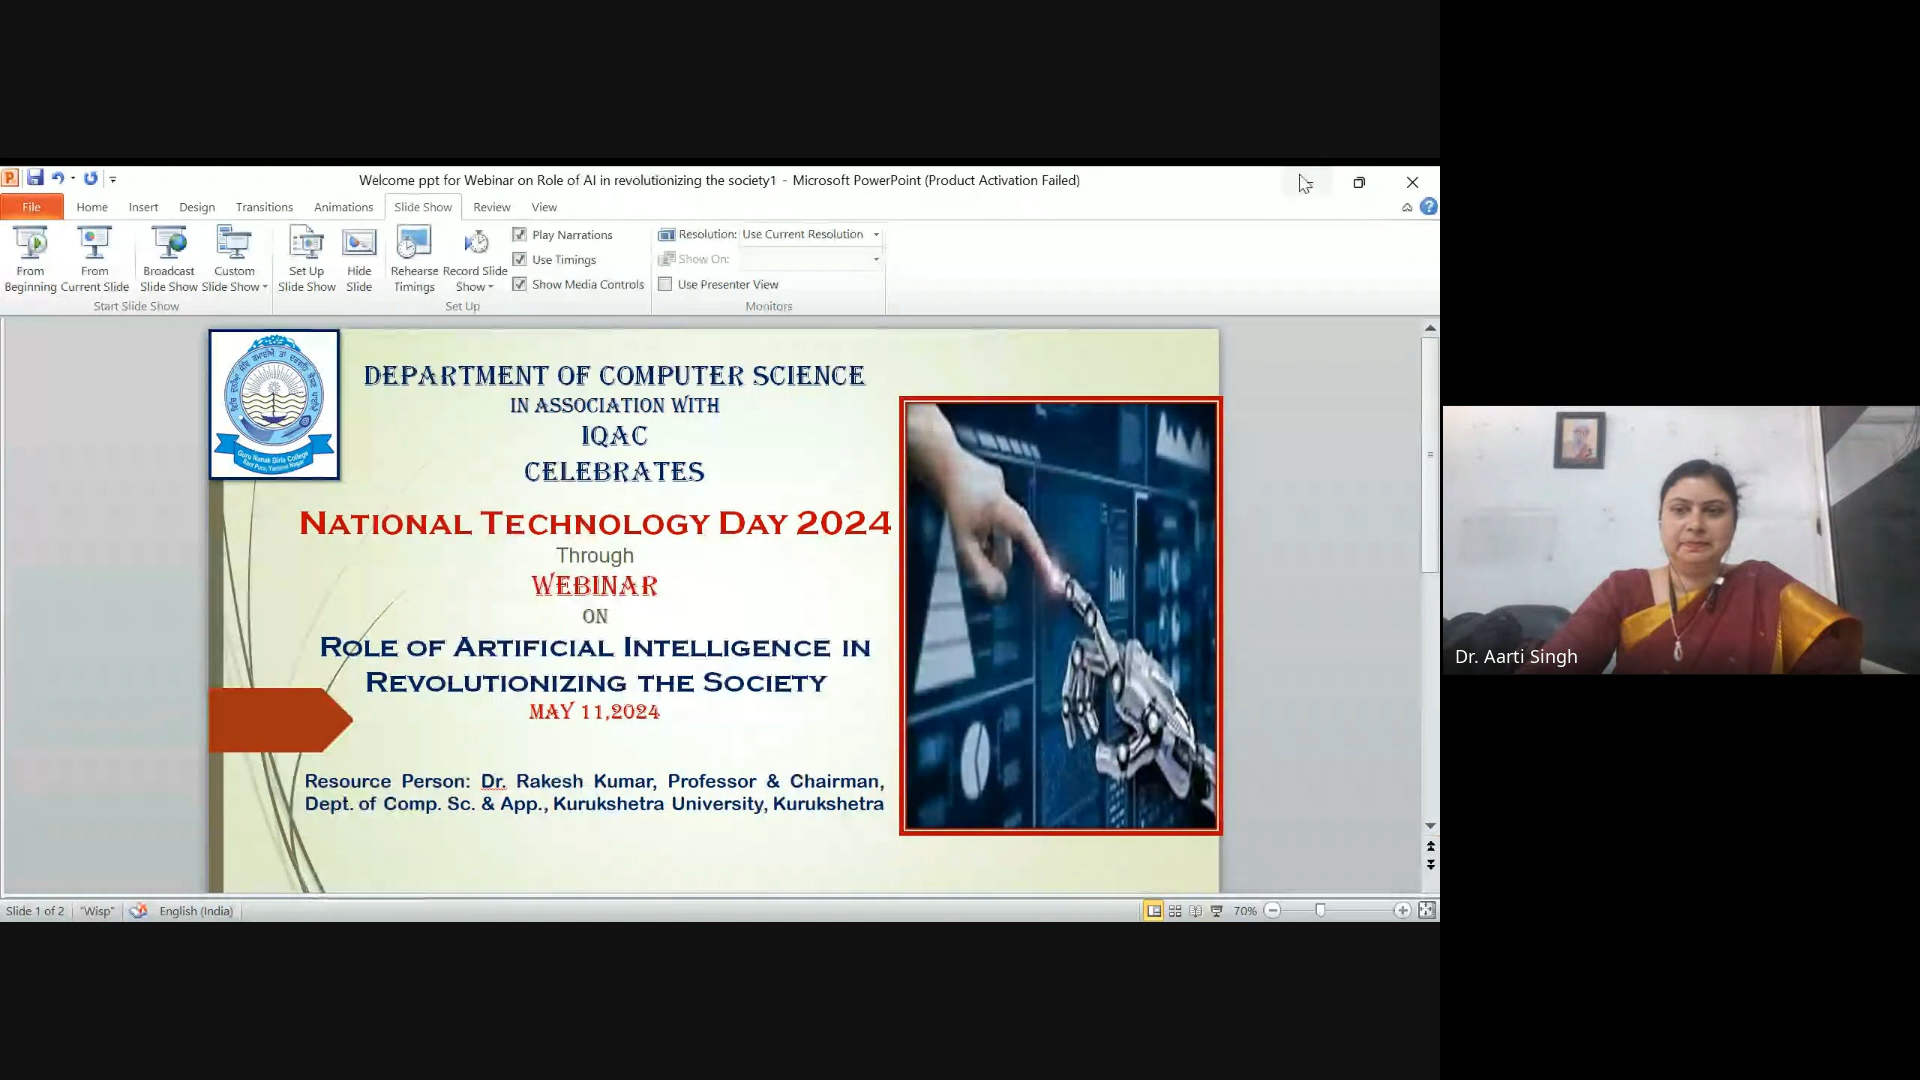 Welcome ppt for Webinar on Role of AI in revolutionizing the society1 - Microsoft PowerPoint (Product Activation Failed)
File Home Insert Design Transitions Animations Slide Show Review View
From Beginning
From Current Slide
Broadcast Slide Show
Custom Slide Show
Start Slide Show
Set Up Slide Show
Hide Slide
Rehearse Timings
Record Slide Show
Play Narrations
Use Timings
Show Media Controls
Set Up
Resolution: Use Current Resolution
Show On:
Use Presenter View
Monitors
Guru Nanak Girls College
DEPARTMENT OF COMPUTER SCIENCE
IN ASSOCIATION WITH
IQAC
CELEBRATES
NATIONAL TECHNOLOGY DAY 2024
Through
WEBINAR
ON
ROLE OF ARTIFICIAL INTELLIGENCE IN
REVOLUTIONIZING THE SOCIETY
MAY 11,2024
Resource Person: Dr. Rakesh Kumar, Professor & Chairman,
Dept. of Comp. Sc. & App., Kurukshetra University, Kurukshetra
Dr. Aarti Singh
Slide 1 of 2 "Wisp" English (India) 70%